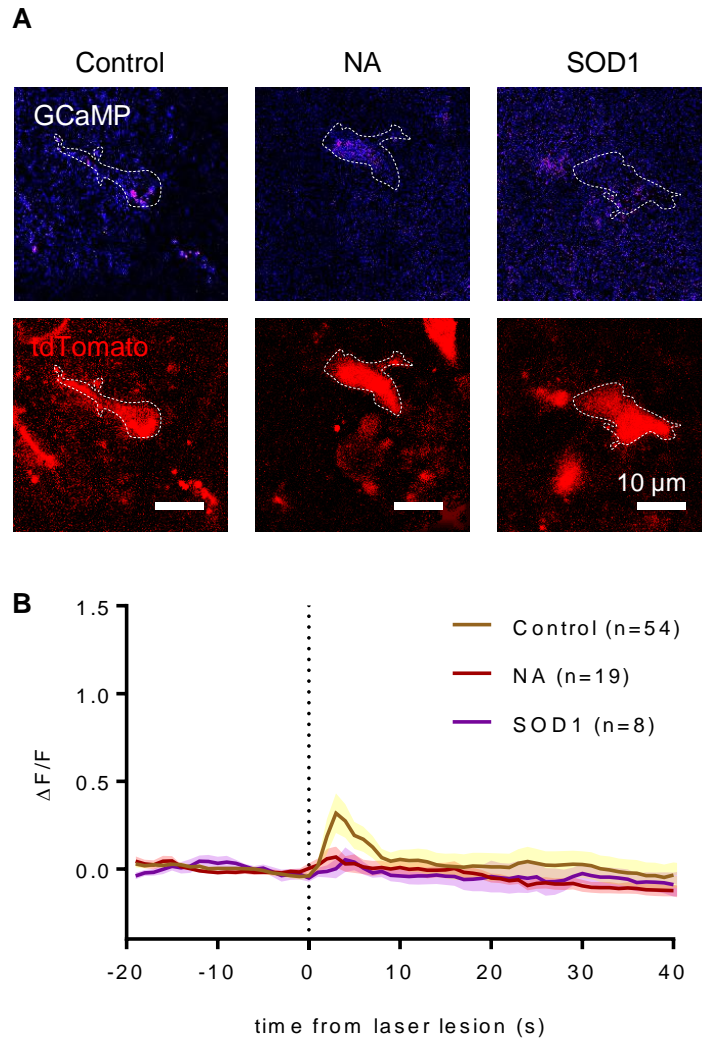 A
Control NA SOD1
GCaMP
tdTomato
10 µm
B
1.5
1.0
0.5
0.0
ΔF/F
Control (n=54)
NA (n=19)
SOD1 (n=8)
-20 -10 0 10 20 30 40
time from laser lesion (s)